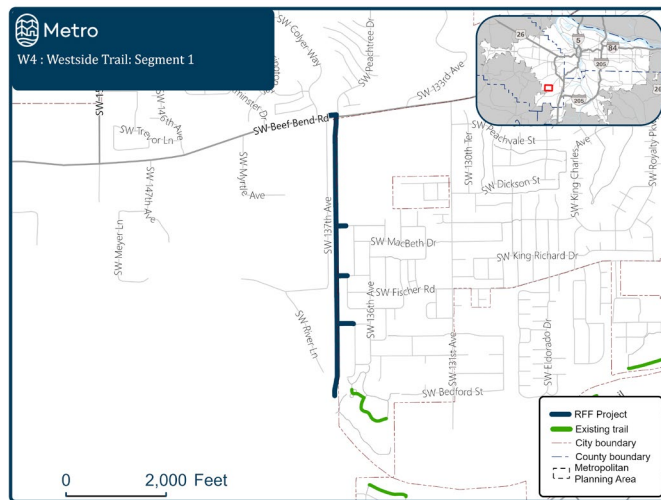 Metro
W4 : Westside Trail: Segment 1
SW Colyer Way
SW Peachtree Dr
SW 133rd Ave
SW 146th Ave
SW Trevor Ln
SW-Beef-Bend-Rd
SW Myrtle Ave
SW 147th Ave
SW Meyer Ln
SW 137th Ave
SW River Ln
SW 130th Ter
SW Peachvale St
SW Dickson St
SW King Charles Ave
SW Royalty Pkwy
SW MacBeth Dr
SW King Richard Dr
SW Fischer Rd
SW 136th Ave
SW 131st Ave
SW Eldorado Dr
SW Bedford St
26
5
84
205
205
26
RFF Project
Existing trail
City boundary
County boundary
Metropolitan
Planning Area
0 2,000 Feet